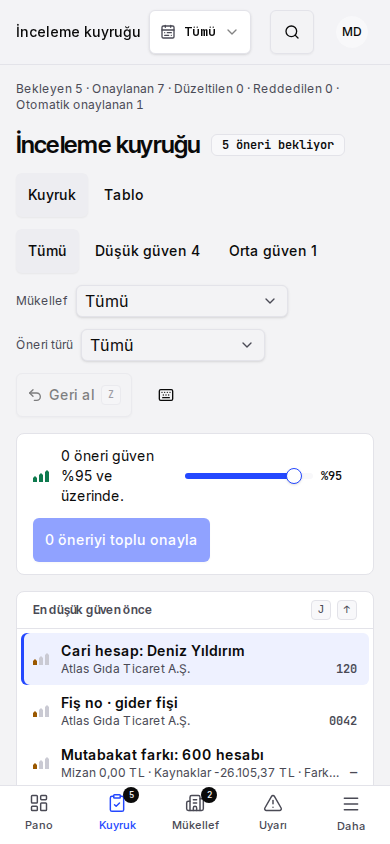 İnceleme kuyruğu
Tümü
MD
Bekleyen 5 · Onaylanan 7 · Düzeltilen 0 · Reddedilen 0 ·
Otomatik onaylanan 1
İnceleme kuyruğu
5 öneri bekliyor
Kuyruk
Tablo
Tümü
Düşük güven 4
Orta güven 1
Mükellef
Tümü
Öneri türü
Tümü
Geri al
Z
0 öneri güven
%95 ve
üzerinde.
%95
0 öneriyi toplu onayla
En düşük güven önce
J
↑
Cari hesap: Deniz Yıldırım
Atlas Gıda Ticaret A.Ş.
120
Fiş no · gider fişi
Atlas Gıda Ticaret A.Ş.
0042
Mutabakat farkı: 600 hesabı
Mizan 0,00 TL · Kaynaklar -26.105,37 TL · Fark…
—
5
2
Pano
Kuyruk
Mükellef
Uyarı
Daha